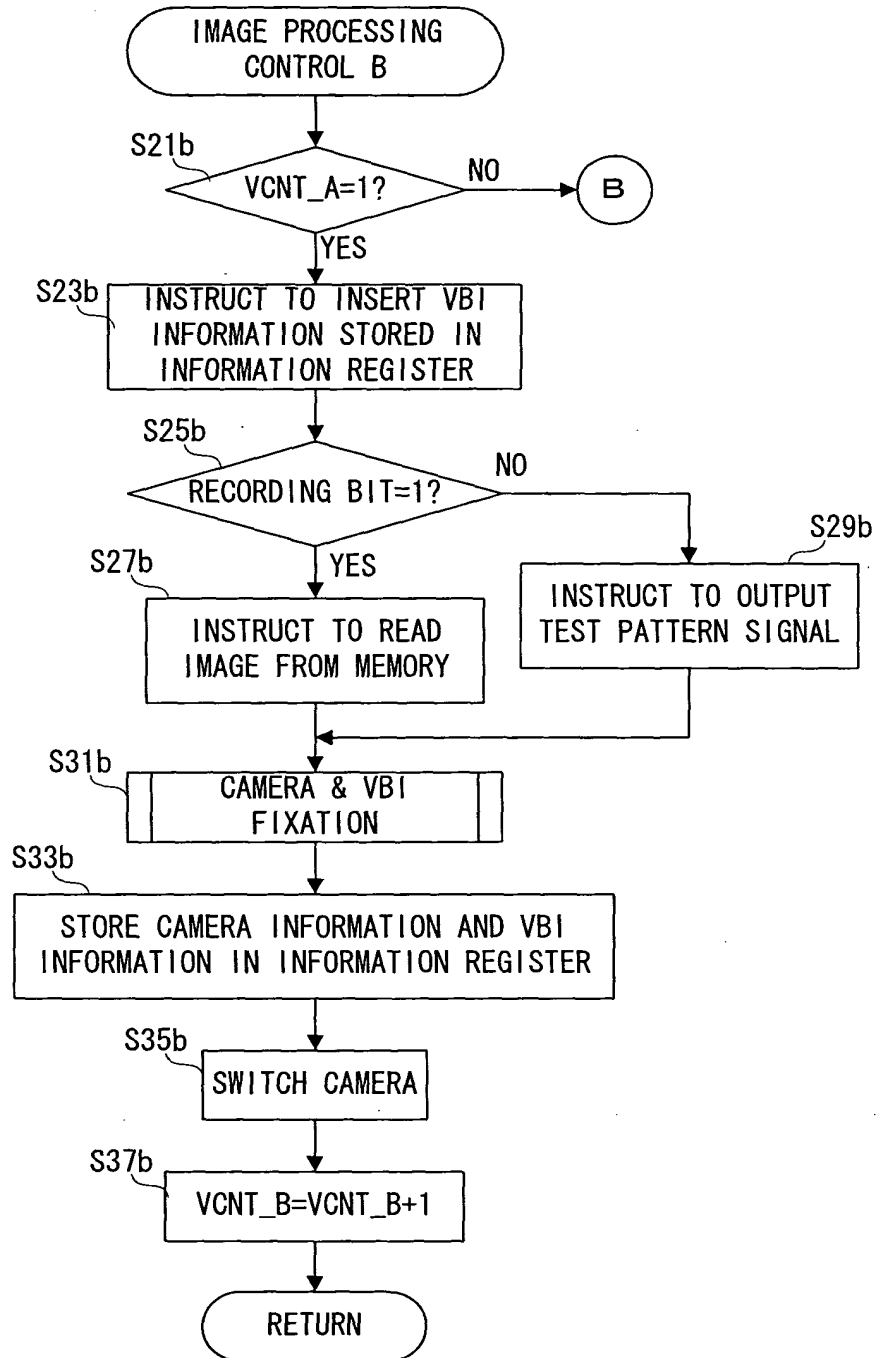 IMAGE PROCESSING
CONTROL B
S21b
VCNT_A=1?
NO
B
YES
S23b
INSTRUCT TO INSERT VBI
INFORMATION STORED IN
INFORMATION REGISTER
S25b
RECORDING BIT=1?
NO
YES
S27b
INSTRUCT TO READ
IMAGE FROM MEMORY
S29b
INSTRUCT TO OUTPUT
TEST PATTERN SIGNAL
S31b
CAMERA & VBI
FIXATION
S33b
STORE CAMERA INFORMATION AND VBI
INFORMATION IN INFORMATION REGISTER
S35b
SWITCH CAMERA
S37b
VCNT_B=VCNT_B+1
RETURN